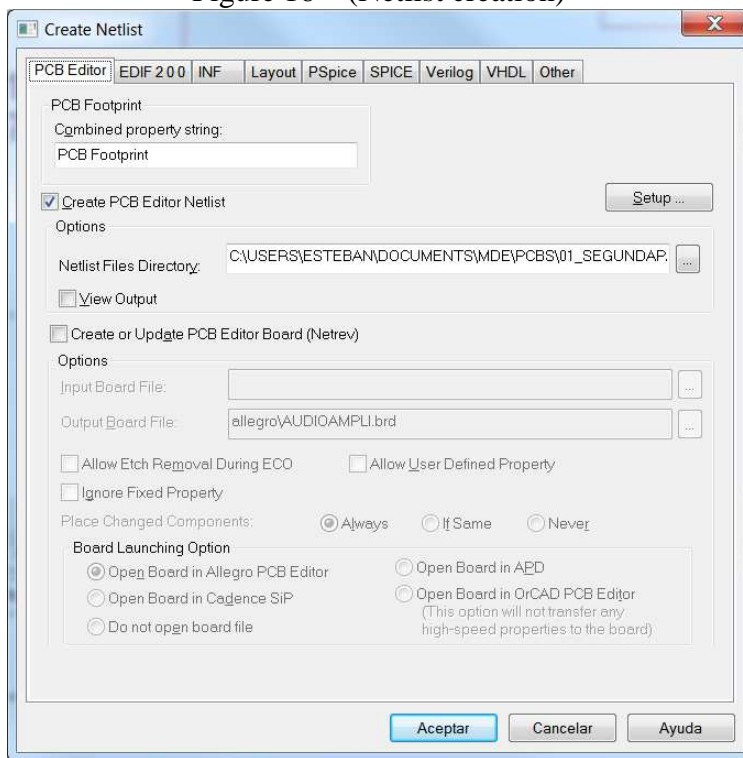 (Netlist creation)
Create Netlist
PCB Editor EDIF 2 0 0 INF Layout PSpice SPICE Verilog VHDL Other
PCB Footprint
Combined property string:
PCB Footprint
Create PCB Editor Netlist
Setup ...
Options
Netlist Files Directory: C:\USERS\ESTEBAN\DOCUMENTS\MDE\PCBS\01_SEGUNDAP. ...
View Output
Create or Update PCB Editor Board (Netrev)
Options
Input Board File: ...
Output Board File: allegro\AUDIOAMPLI.brd ...
Allow Etch Removal During ECO Allow User Defined Property
Ignore Fixed Property
Place Changed Components: Always If Same Never
Board Launching Option
Open Board in Allegro PCB Editor Open Board in APD
Open Board in Cadence SiP Open Board in OrCAD PCB Editor
(This option will not transfer any
Do not open board file high-speed properties to the board)
Aceptar Cancelar Ayuda